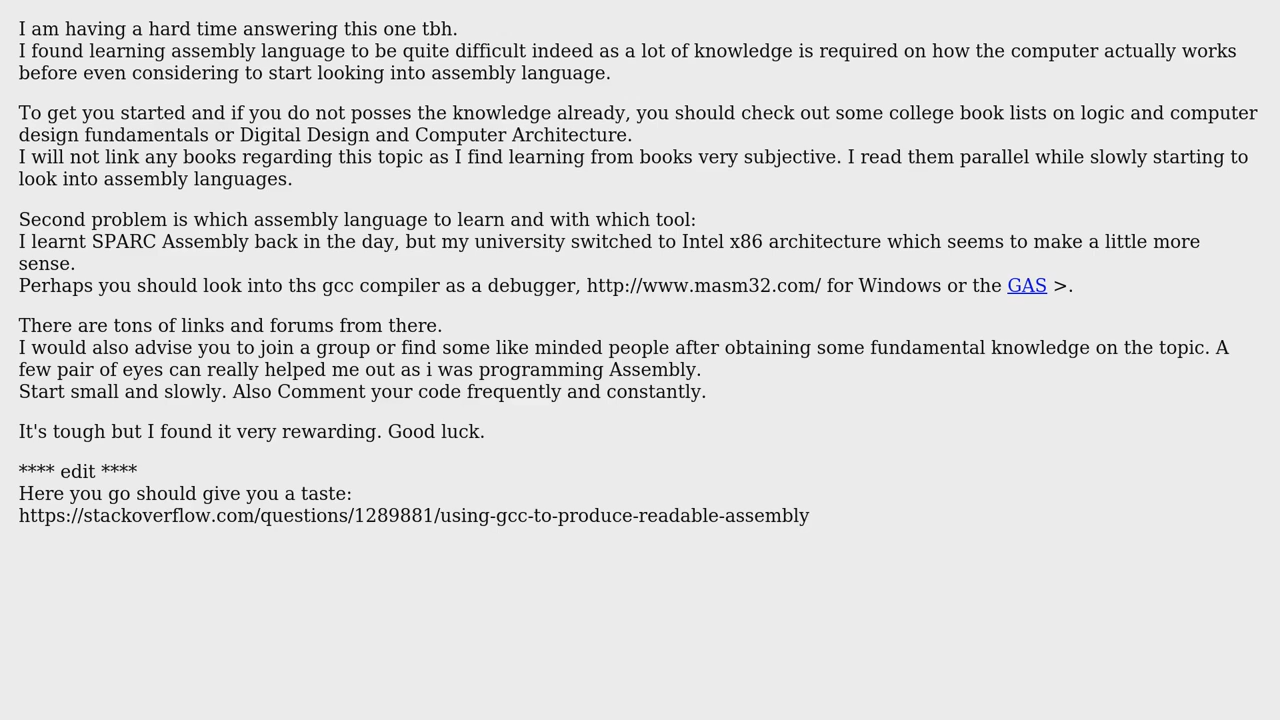 I am having a hard time answering this one tbh.
I found learning assembly language to be quite difficult indeed as a lot of knowledge is required on how the computer actually works
before even considering to start looking into assembly language.
To get you started and if you do not posses the knowledge already, you should check out some college book lists on logic and computer
design fundamentals or Digital Design and Computer Architecture.
I will not link any books regarding this topic as I find learning from books very subjective. I read them parallel while slowly starting to
look into assembly languages.
Second problem is which assembly language to learn and with which tool:
I learnt SPARC Assembly back in the day, but my university switched to Intel x86 architecture which seems to make a little more
sense.
Perhaps you should look into ths gcc compiler as a debugger, http://www.masm32.com/ for Windows or the GAS >.
There are tons of links and forums from there.
I would also advise you to join a group or find some like minded people after obtaining some fundamental knowledge on the topic. A
few pair of eyes can really helped me out as i was programming Assembly.
Start small and slowly. Also Comment your code frequently and constantly.
It's tough but I found it very rewarding. Good luck.
**** edit ****
Here you go should give you a taste:
https://stackoverflow.com/questions/1289881/using-gcc-to-produce-readable-assembly